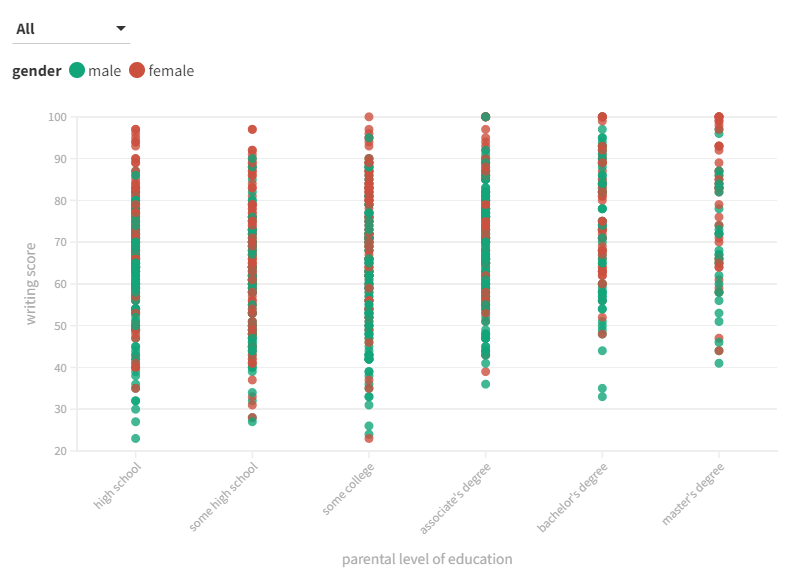 All
gender male female
100
90
80
70
60
50
40
30
20
writing score
high school
some high school
some college
associate's degree
bachelor's degree
master's degree
parental level of education